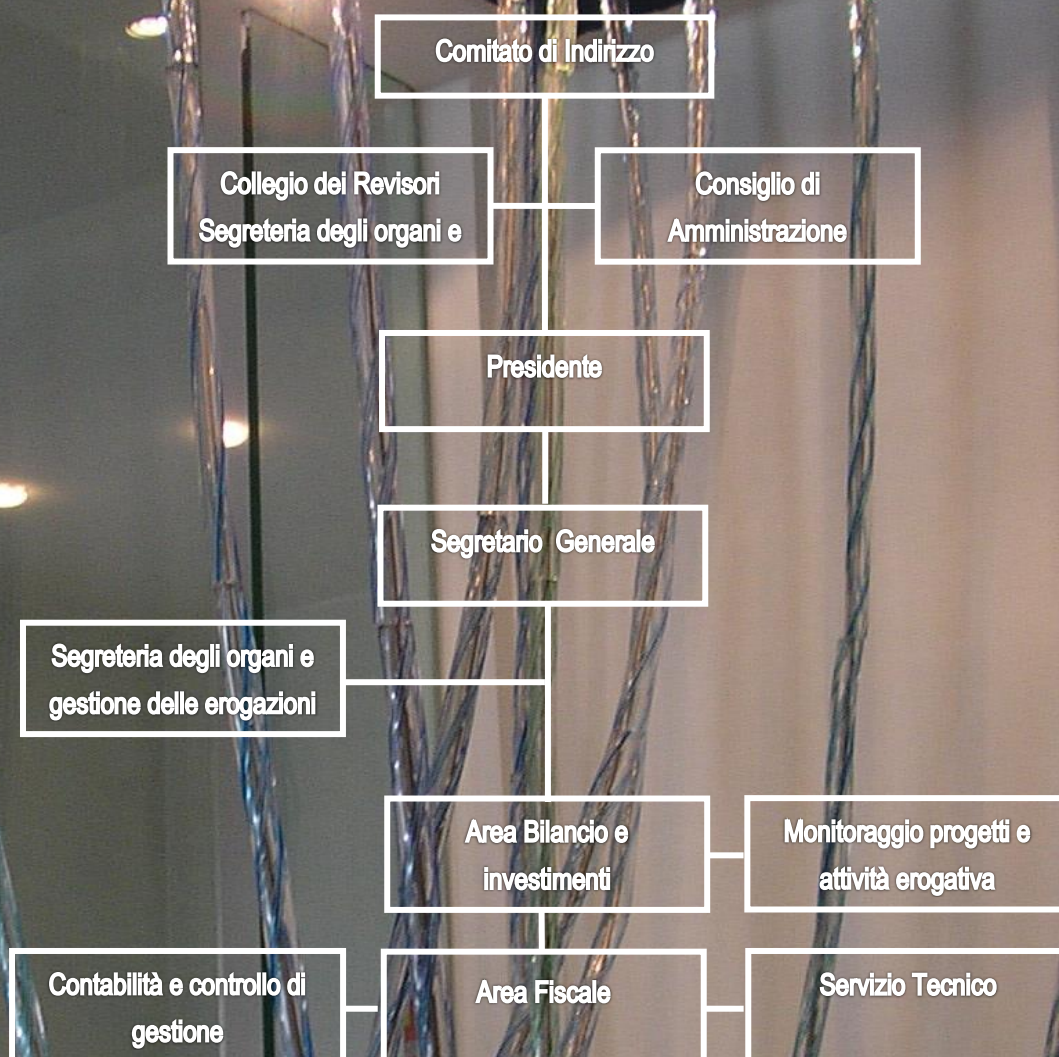 Comitato di Indirizzo
Collegio dei Revisori
Segreteria degli organi e
Consiglio di
Amministrazione
Presidente
Segretario Generale
Segreteria degli organi e
gestione delle erogazioni
Area Bilancio e
investimenti
Monitoraggio progetti e
attività erogativa
Contabilità e controllo di
gestione
Area Fiscale
Servizio Tecnico